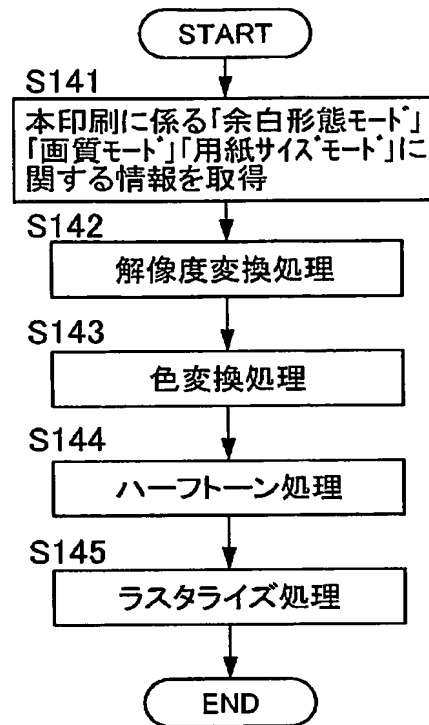 START
S141
本印刷に係る「余白形態モード」
「画質モード」「用紙サイズモード」に
関する情報を取得
S142
解像度変換処理
S143
色変換処理
S144
ハーフトーン処理
S145
ラスタライズ処理
END